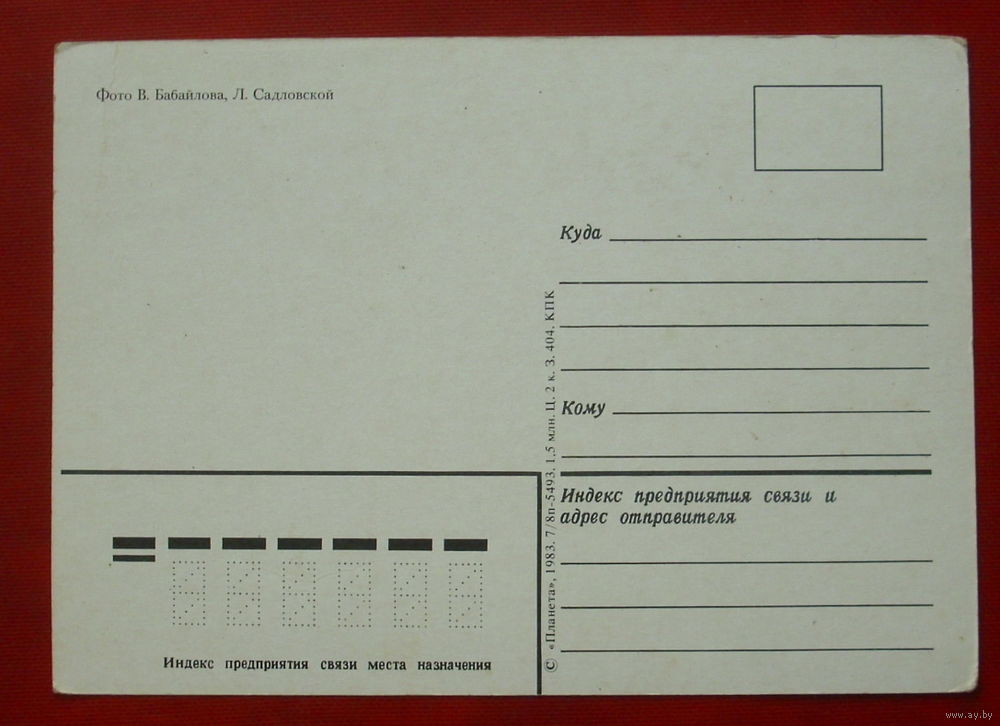 Фото В. Бабайлова, Л. Садловской
Куда
Кому
Индекс предприятия связи и
адрес отправителя
© «Планета», 1983. 7/8п-5493. 1,5 млн. Ц. 2 к. З. 404. КПК
Индекс предприятия связи места назначения
www.ay.by